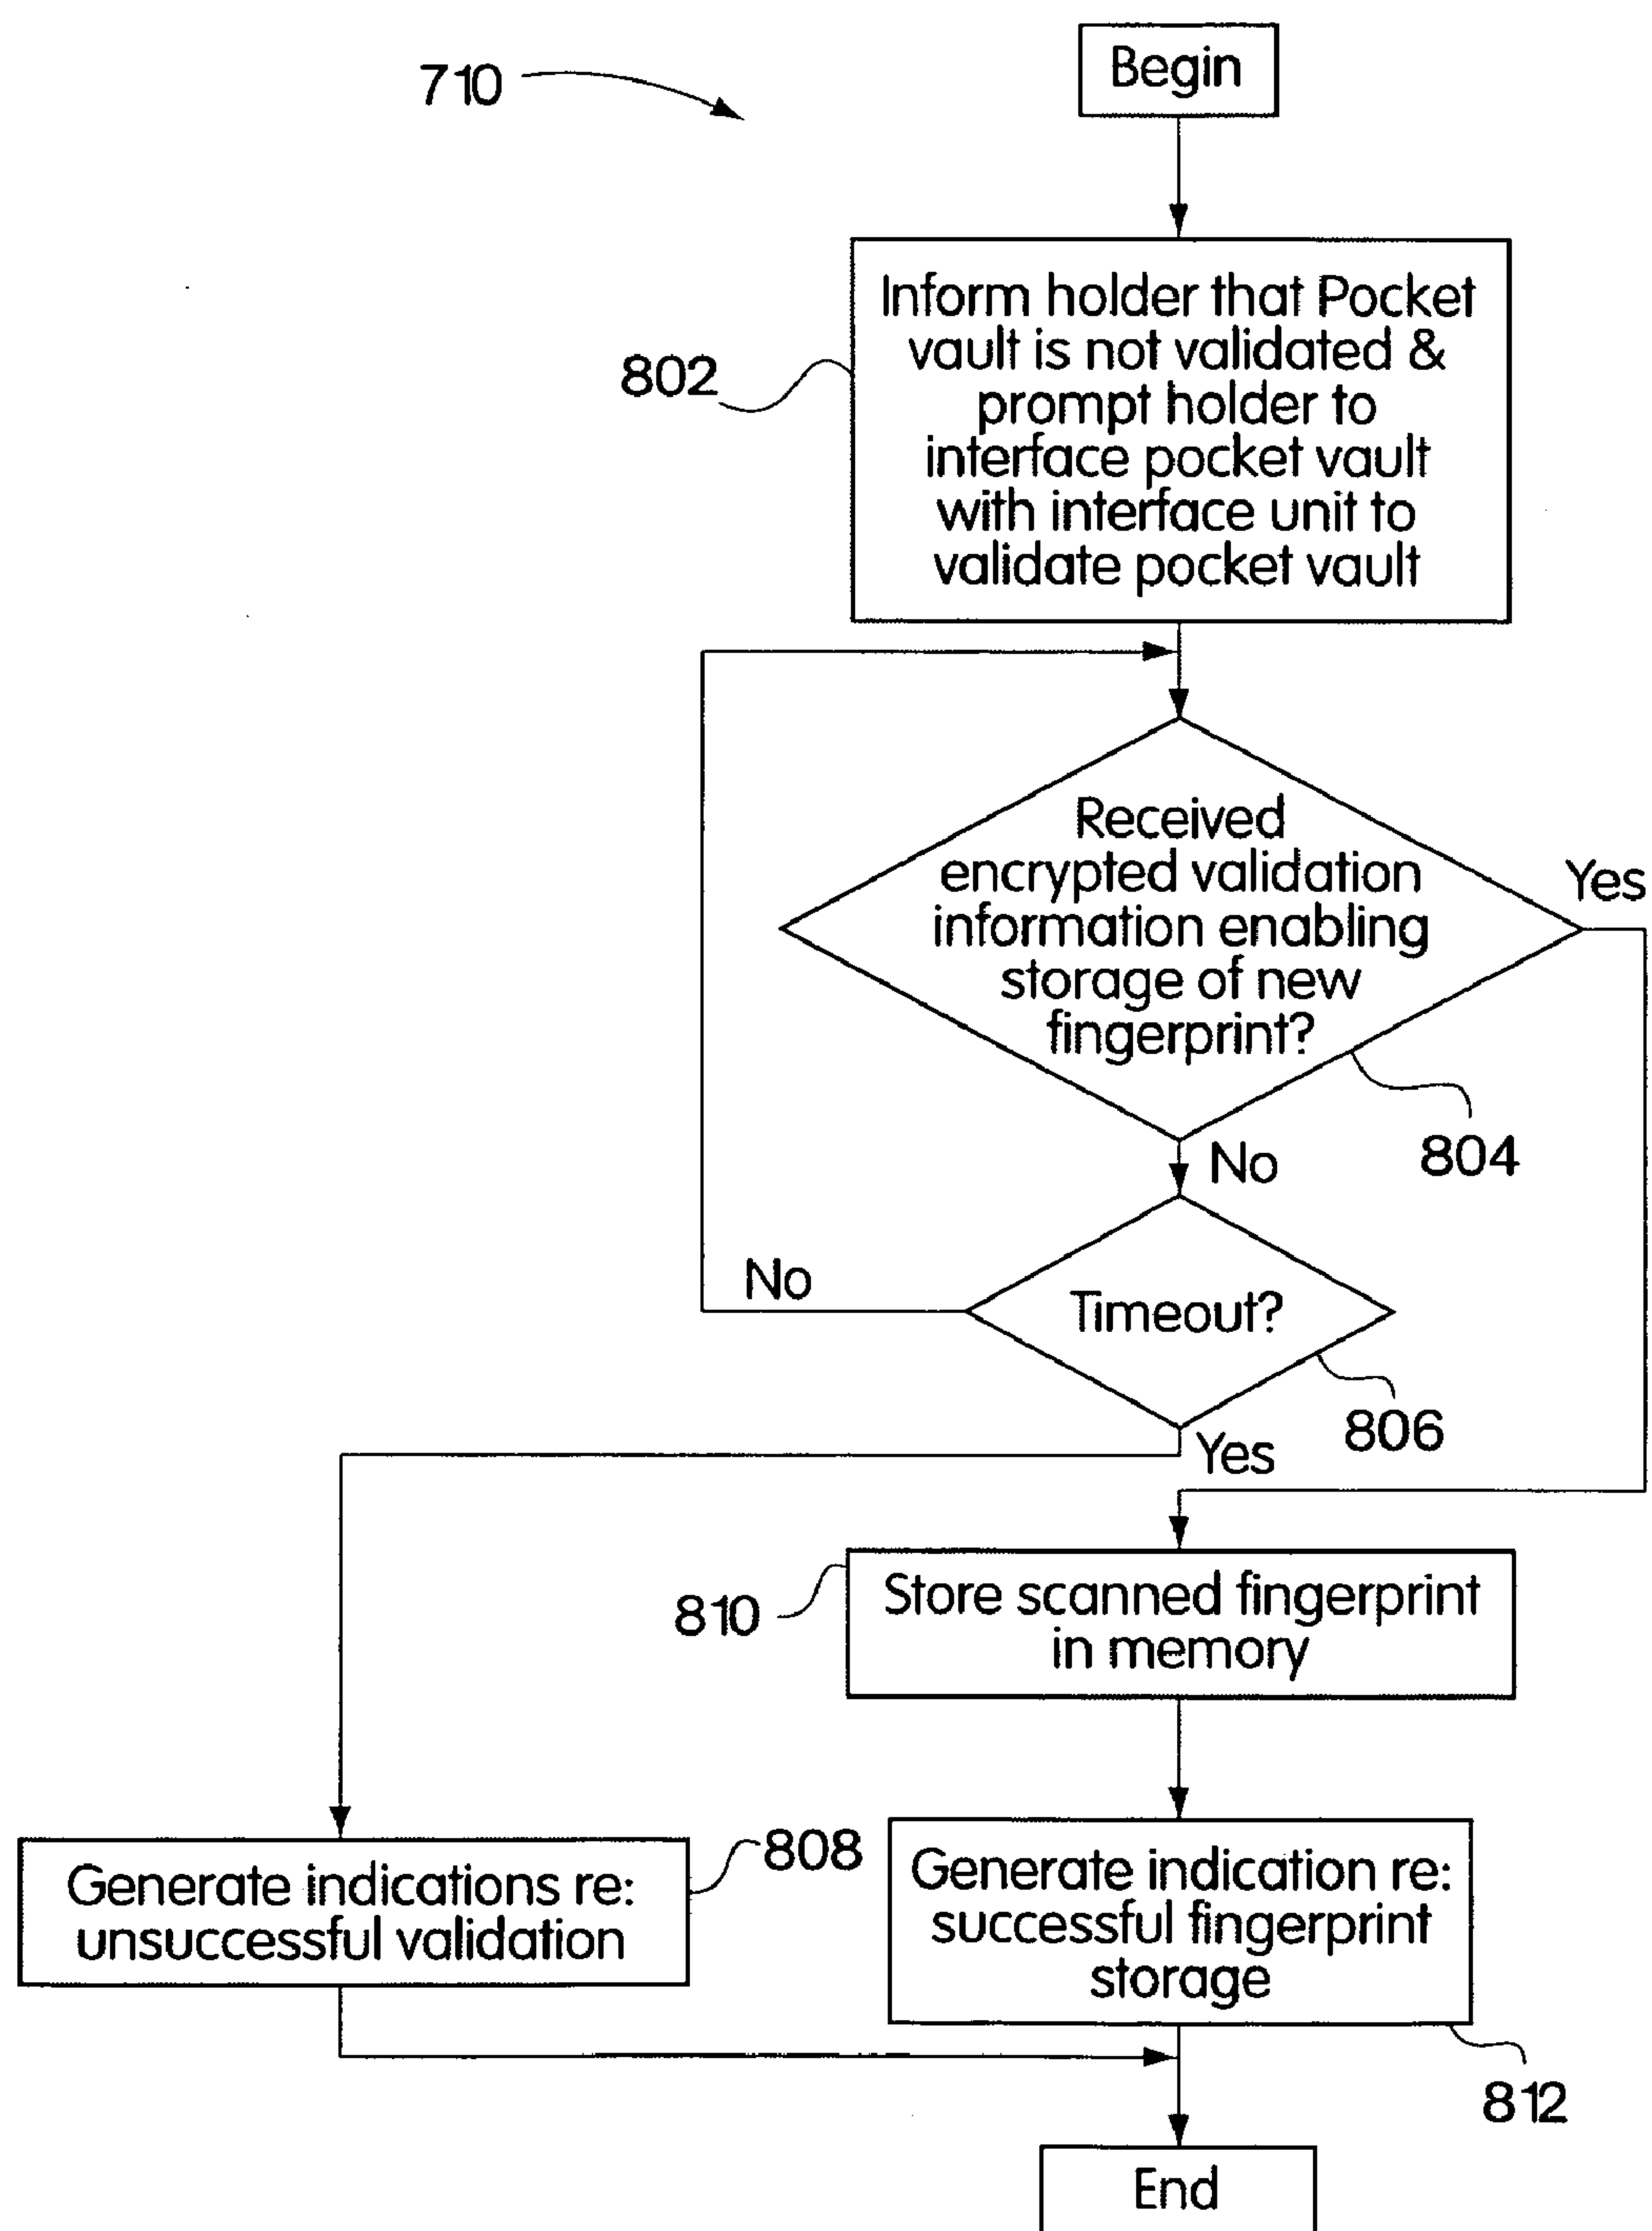 710
Begin
802
Inform holder that Pocket
vault is not validated &
prompt holder to
interface pocket vault
with interface unit to
validate pocket vault
Received
encrypted validation
information enabling
storage of new
fingerprint?
Yes
804
No
Timeout?
No
806
Yes
810
Store scanned fingerprint
in memory
808
Generate indications re:
unsuccessful validation
Generate indication re:
successful fingerprint
storage
812
End